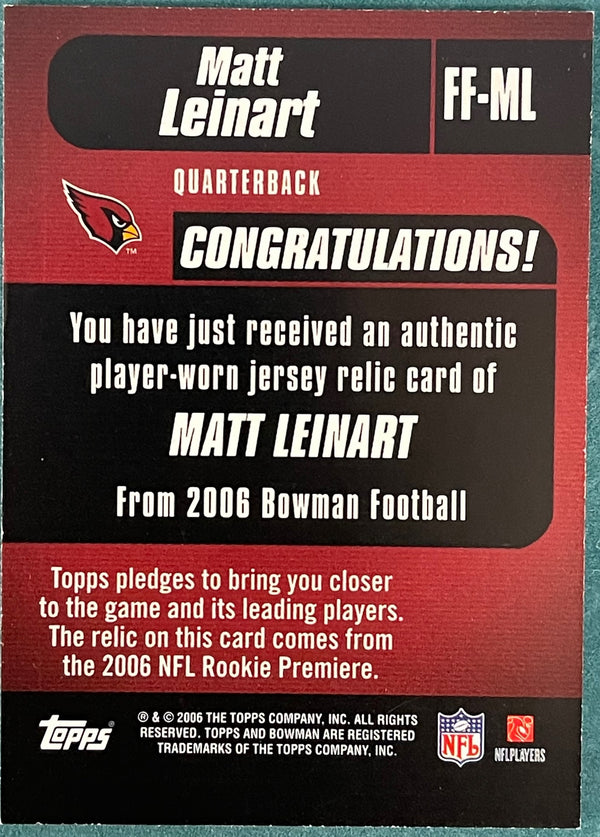 Matt
Leinart
FF-ML
QUARTERBACK
TM
CONGRATULATIONS!
You have just received an authentic
player-worn jersey relic card of
MATT LEINART
From 2006 Bowman Football
Topps pledges to bring you closer
to the game and its leading players.
The relic on this card comes from
the 2006 NFL Rookie Premiere.
Topps®
® & © 2006 THE TOPPS COMPANY, INC. ALL RIGHTS
RESERVED. TOPPS AND BOWMAN ARE REGISTERED
TRADEMARKS OF THE TOPPS COMPANY, INC.
NFL
NFLPLAYERS